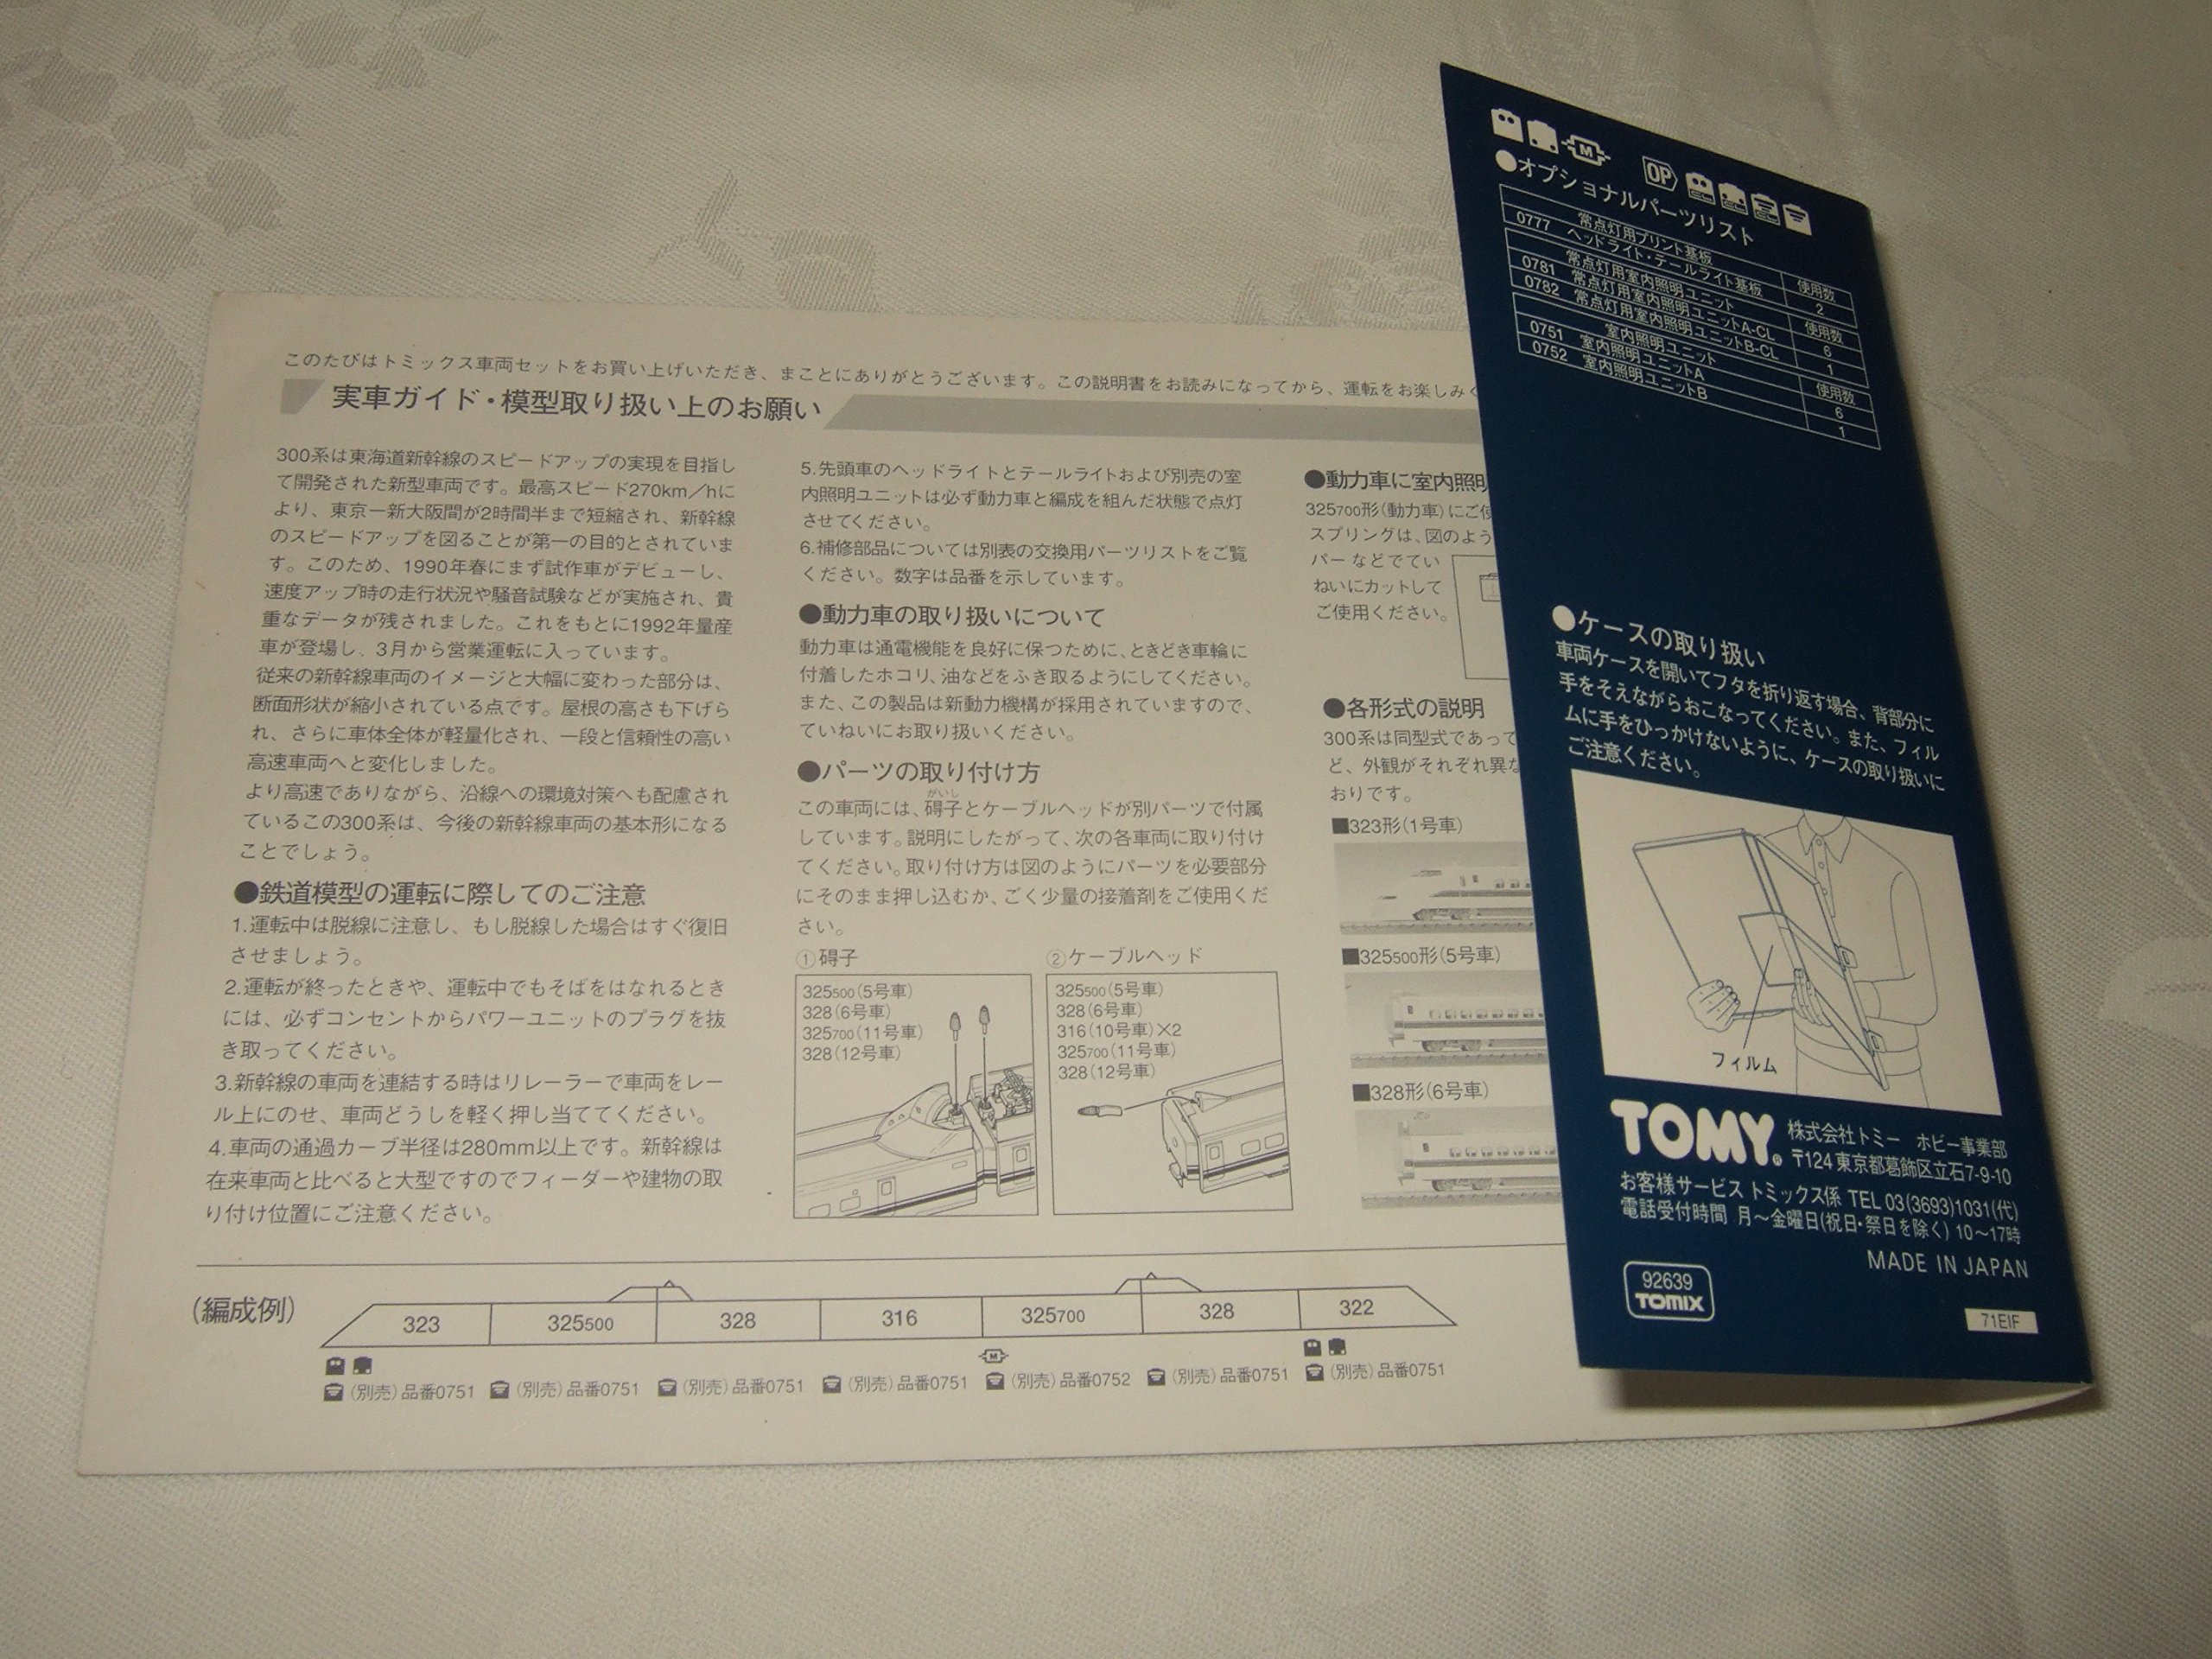 このたびはトミックス車両セットをお買い上げいただき、まことにありがとうございます。この説明書をお読みになってから、運転をお楽しみく
実車ガイド・模型取り扱い上のお願い
300系は東海道新幹線のスピードアップの実現を目指し
て開発された新型車両です。最高スピード270km／hに
より、東京ー新大阪間が2時間半まで短縮され、新幹線
のスピードアップを図ることが第一の目的とされていま
す。このため、1990年春にまず試作車がデビューし、
速度アップ時の走行状況や騒音試験などが実施され、貴
重なデータが残されました。これをもとに1992年量産
車が登場し、3月から営業運転に入っています。
従来の新幹線車両のイメージと大幅に変わった部分は、
断面形状が縮小されている点です。屋根の高さも下げら
れ、さらに車体全体が軽量化され、一段と信頼性の高い
高速車両へと変化しました。
より高速でありながら、沿線への環境対策へも配慮され
ているこの300系は、今後の新幹線車両の基本形になる
ことでしょう。
●鉄道模型の運転に際してのご注意
1.運転中は脱線に注意し、もし脱線した場合はすぐ復旧
させましょう。
2.運転が終ったときや、運転中でもそばをはなれるとき
には、必ずコンセントからパワーユニットのプラグを抜
き取ってください。
3.新幹線の車両を連結する時はリレーラーで車両をレー
ル上にのせ、車両どうしを軽く押し当ててください。
4.車両の通過カーブ半径は280mm以上です。新幹線は
在来車両と比べると大型ですのでフィーダーや建物の取
り付け位置にご注意ください。
5.先頭車のヘッドライトとテールライトおよび別売の室
内照明ユニットは必ず動力車と編成を組んだ状態で点灯
させてください。
6.補修部品については別表の交換用パーツリストをご覧
ください。数字は品番を示しています。
●動力車の取り扱いについて
動力車は通電機能を良好に保つために、ときどき車輪に
付着したホコリ、油などをふき取るようにしてください。
また、この製品は新動力機構が採用されていますので、
ていねいにお取り扱いください。
●パーツの取り付け方
がいし
この車両には、碍子とケーブルヘッドが別パーツで付属
しています。説明にしたがって、次の各車両に取り付け
てください。取り付け方は図のようにパーツを必要部分
にそのまま押し込むか、ごく少量の接着剤をご使用くだ
さい。
①碍子
325500（5号車）
328（6号車）
325700（11号車）
328（12号車）
②ケーブルヘッド
325500（5号車）
328（6号車）
316（10号車）×2
325700（11号車）
328（12号車）
●動力車に室内照明
325700形（動力車）にご使
スプリングは、図のよう
パーなどでてい
ねいにカットして
ご使用ください。
●各形式の説明
300系は同型式であって
ど、外観がそれぞれ異な
おりです。
■323形（1号車）
■325500形（5号車）
■328形（6号車）
（編成例）
323 325500 328 316 325700 328 322
M
（別売）品番0751 （別売）品番0751 （別売）品番0751 （別売）品番0751 （別売）品番0752 （別売）品番0751 （別売）品番0751
M OP
●オプショナルパーツリスト
常点灯用プリント基板 使用数
0777 ヘッドライト・テールライト基板 2
常点灯用室内照明ユニット 使用数
0781 常点灯用室内照明ユニットA-CL 6
0782 常点灯用室内照明ユニットB-CL 1
室内照明ユニット 使用数
0751 室内照明ユニットA 6
0752 室内照明ユニットB 1
●ケースの取り扱い
車両ケースを開いてフタを折り返す場合、背部分に
手をそえながらおこなってください。また、フィル
ムに手をひっかけないように、ケースの取り扱いに
ご注意ください。
フィルム
TOMY® 株式会社トミー ホビー事業部
〒124 東京都葛飾区立石7-9-10
お客様サービス トミックス係 TEL 03(3693)1031(代)
電話受付時間 月〜金曜日(祝日・祭日を除く) 10〜17時
MADE IN JAPAN
92639
TOMIX
71EIF